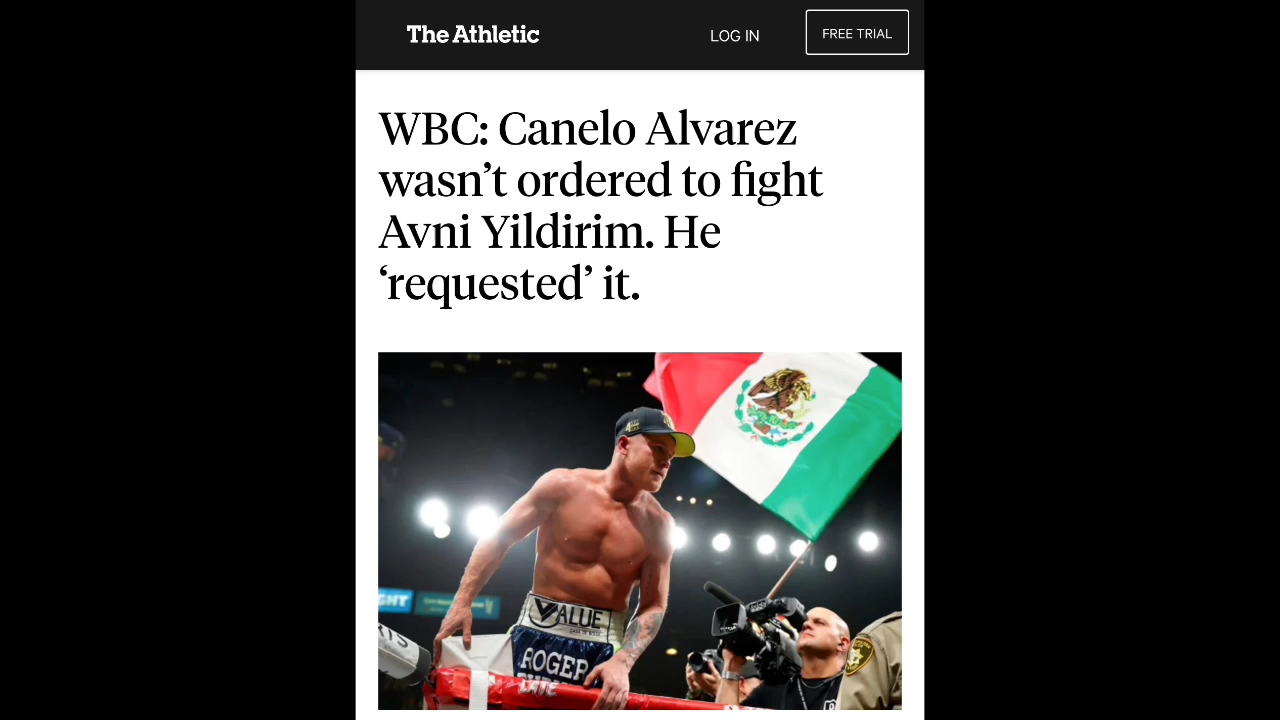 The Athletic
LOG IN
FREE TRIAL
WBC: Canelo Alvarez
wasn’t ordered to fight
Avni Yildirim. He
‘requested’ it.
VALUE
ROGER